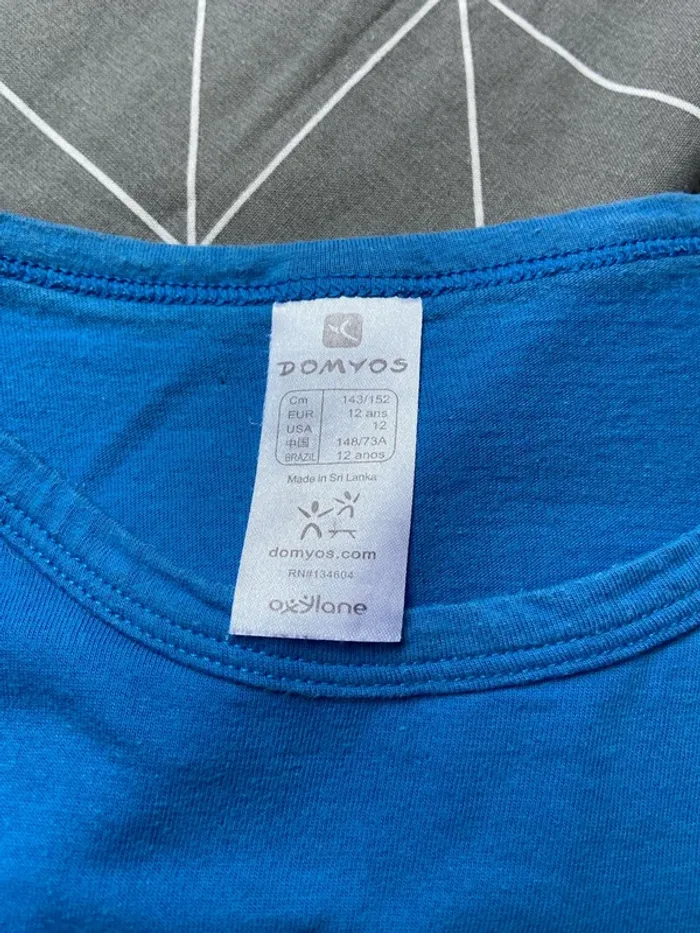 DOMYOS
Cm 143/152
EUR 12 ans
USA 12
中国 148/73A
BRAZIL 12 anos
Made in Sri Lanka
domyos.com
RN#134604
oxylane